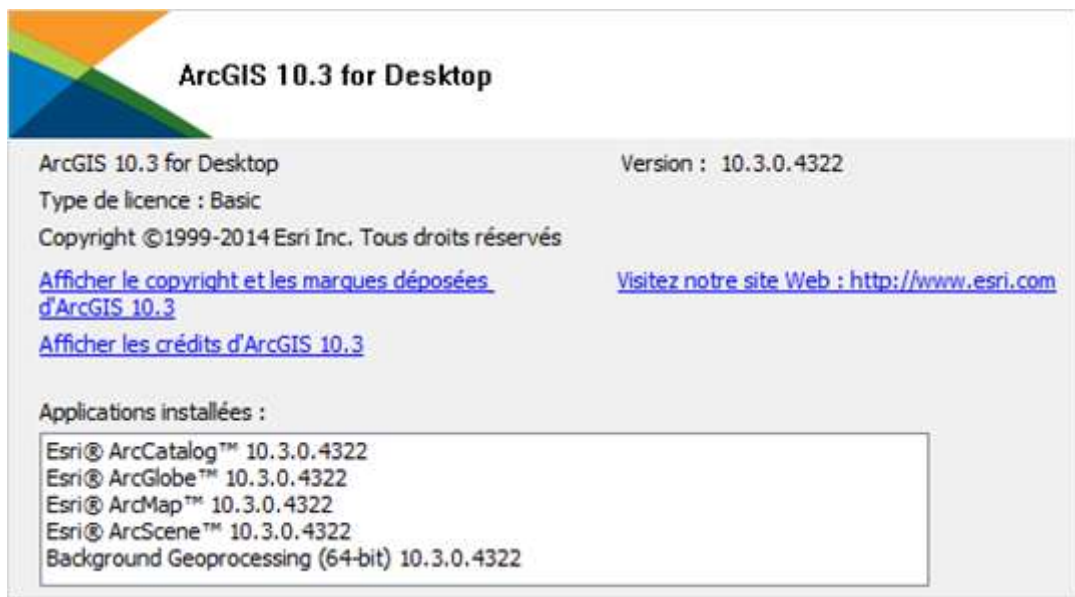 ArcGIS 10.3 for Desktop
ArcGIS 10.3 for Desktop
Version : 10.3.0.4322
Type de licence : Basic
Copyright ©1999-2014 Esri Inc. Tous droits réservés
Afficher le copyright et les marques déposées
d'ArcGIS 10.3
Visitez notre site Web : http://www.esri.com
Afficher les crédits d'ArcGIS 10.3
Applications installées :
Esri® ArcCatalog™ 10.3.0.4322
Esri® ArcGlobe™ 10.3.0.4322
Esri® ArcMap™ 10.3.0.4322
Esri® ArcScene™ 10.3.0.4322
Background Geoprocessing (64-bit) 10.3.0.4322